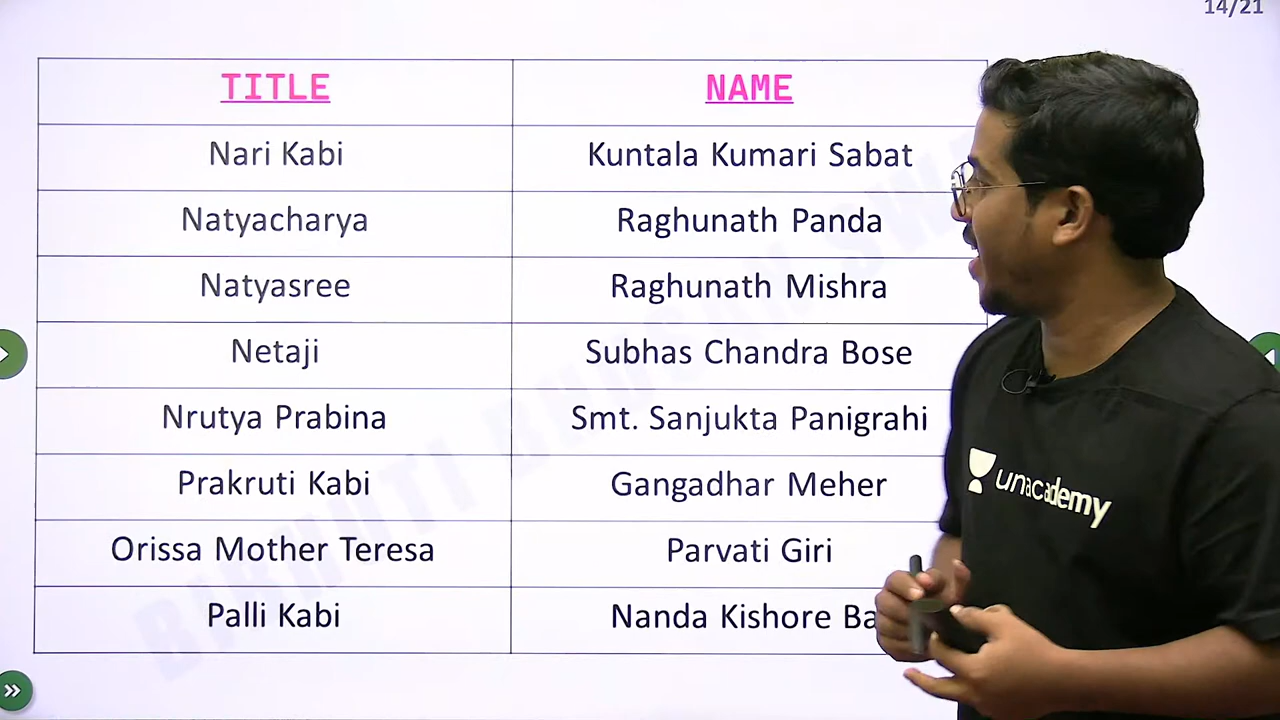 14/21
TITLE NAME
Nari Kabi Kuntala Kumari Sabat
Natyacharya Raghunath Panda
Natyasree Raghunath Mishra
Netaji Subhas Chandra Bose
Nrutya Prabina Smt. Sanjukta Panigrahi
Prakruti Kabi Gangadhar Meher
Orissa Mother Teresa Parvati Giri
Palli Kabi Nanda Kishore
unacademy
BIBHUTI BHUSAN